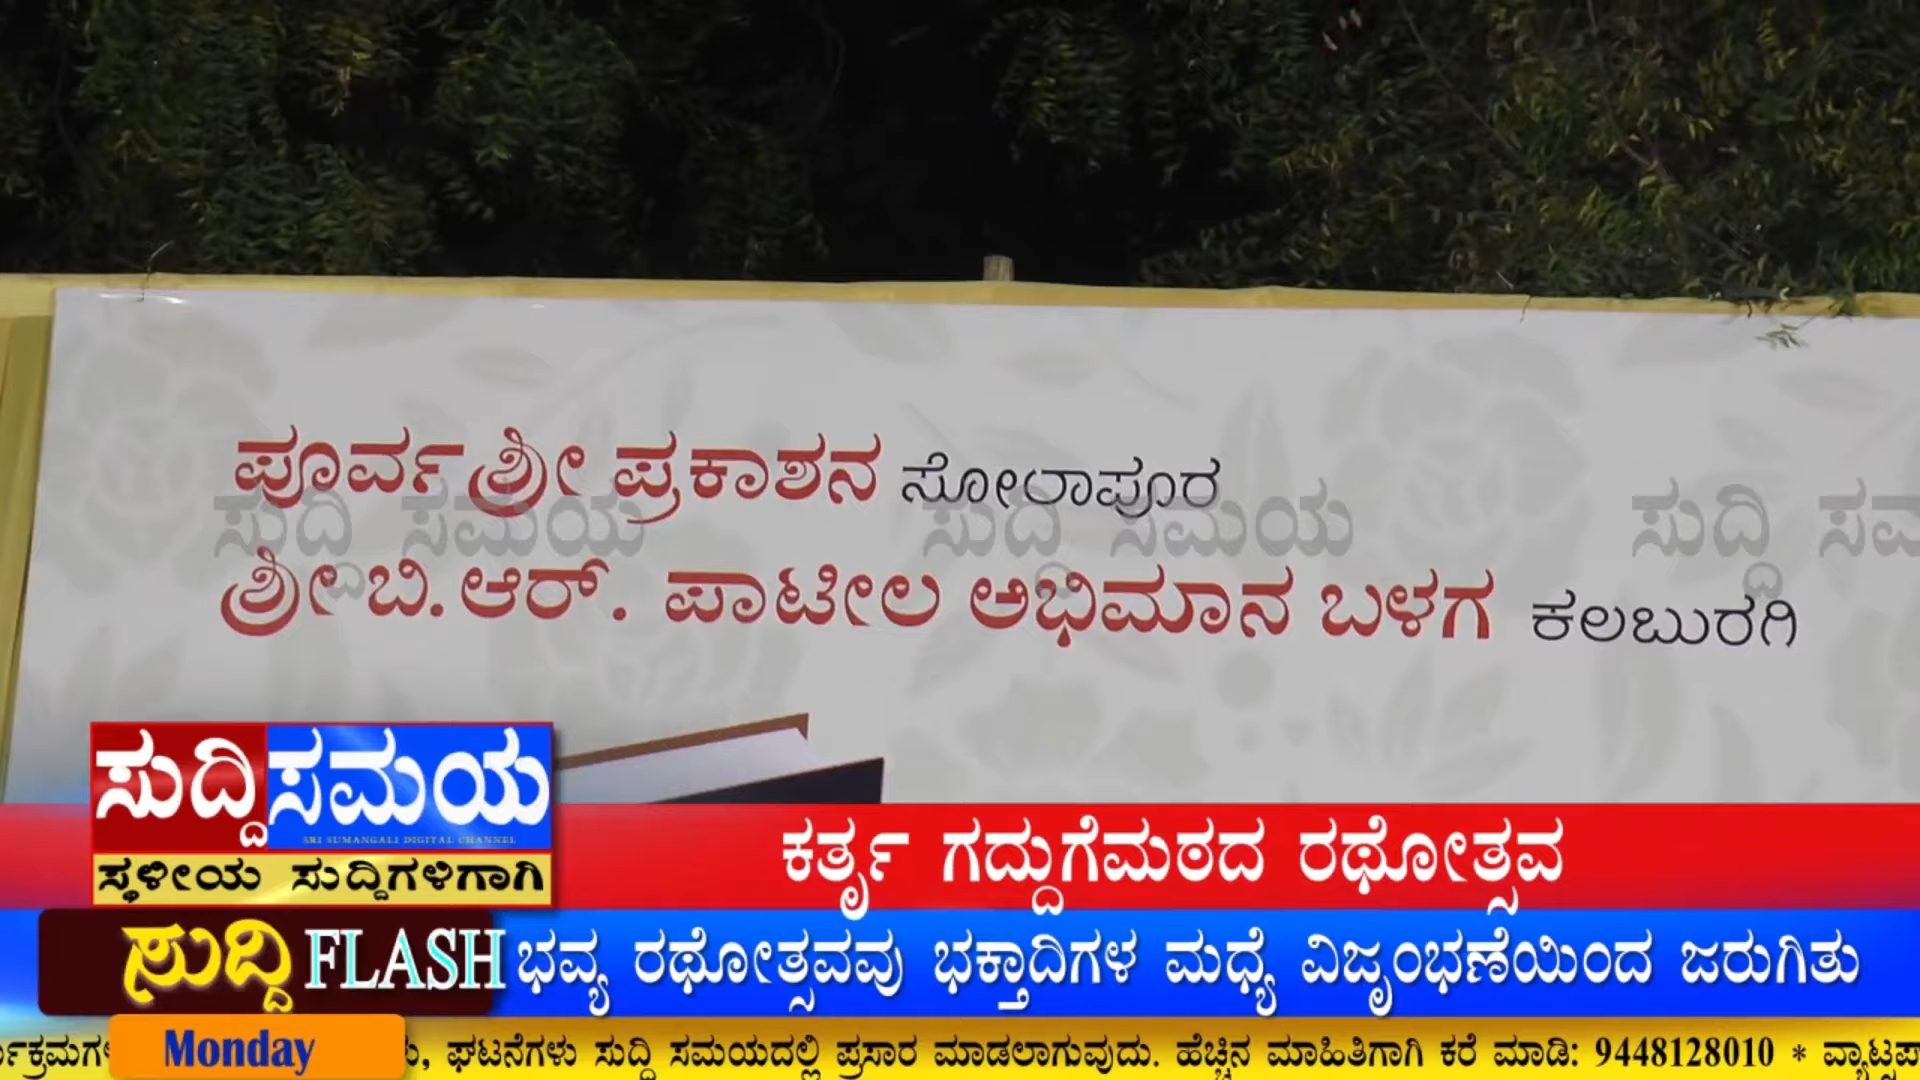 ಪೂರ್ವಶ್ರೀ ಪ್ರಕಾಶನ ಸೋಲಾಪೂರ
ಸುದ್ದಿ ಸಮಯ ಸುದ್ದಿ ಸಮಯ ಸುದ್ದಿ
ಶ್ರೀ ಬಿ. ಆರ್. ಪಾಟೀಲ ಅಭಿಮಾನ ಬಳಗ ಕಲಬುರಗಿ
ಸುದ್ದಿ ಸಮಯ
SRI SUMANGALI DIGITAL CHANNEL
ಸ್ಥಳೀಯ ಸುದ್ದಿಗಳಿಗಾಗಿ
ಕರ್ತೃ ಗದ್ದುಗೆಮಠದ ರಥೋತ್ಸವ
ಸುದ್ದಿ FLASH ಭವ್ಯ ರಥೋತ್ಸವವು ಭಕ್ತಾದಿಗಳ ಮಧ್ಯೆ ವಿಜೃಂಭಣೆಯಿಂದ ಜರುಗಿತು
Monday ಘಟನೆಗಳು ಸುದ್ದಿ ಸಮಯದಲ್ಲಿ ಪ್ರಸಾರ ಮಾಡಲಾಗುವುದು. ಹೆಚ್ಚಿನ ಮಾಹಿತಿಗಾಗಿ ಕರೆ ಮಾಡಿ: 9448128010 *